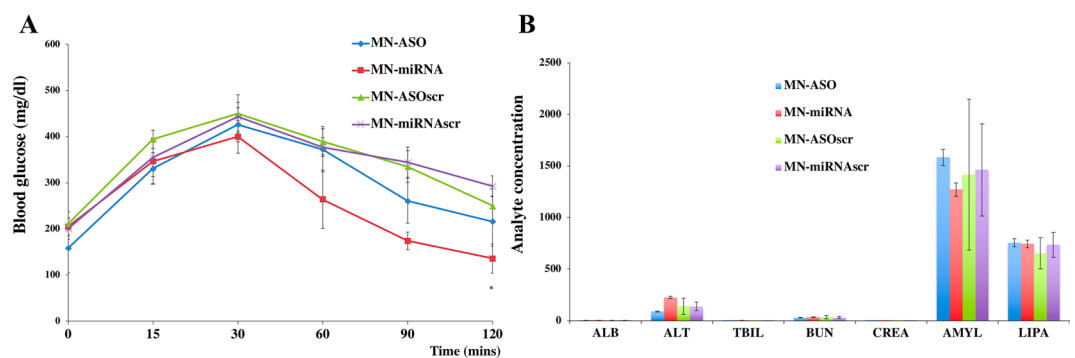 A
Blood glucose (mg/dl)
600
500
400
300
200
100
0
0 15 30 60 90 120
Time (mins)
MN-ASO
MN-miRNA
MN-ASOscr
MN-miRNAscr
*
B
Analyte concentration
2500
2000
1500
1000
500
0
ALB ALT TBIL BUN CREA AMYL LIPA
MN-ASO
MN-miRNA
MN-ASOscr
MN-miRNAscr